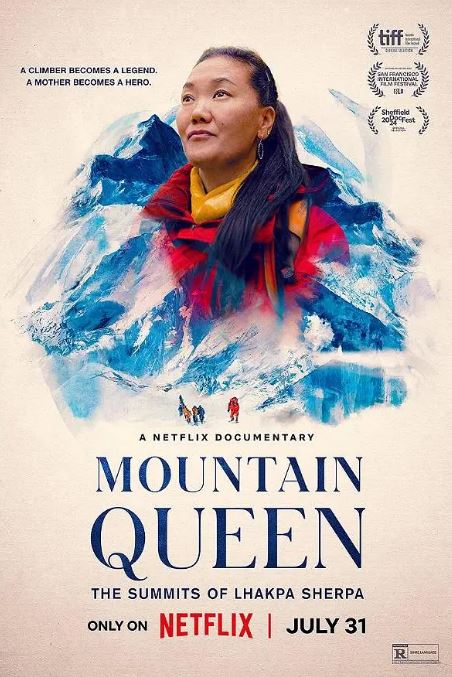 A CLIMBER BECOMES A LEGEND.
A MOTHER BECOMES A HERO.
tiff
SAN FRANCISCO
INTERNATIONAL
FILM FESTIVAL
Sheffield
DocFest
A NETFLIX DOCUMENTARY
MOUNTAIN
QUEEN
THE SUMMITS OF LHAKPA SHERPA
ONLY ON NETFLIX | JULY 31
R